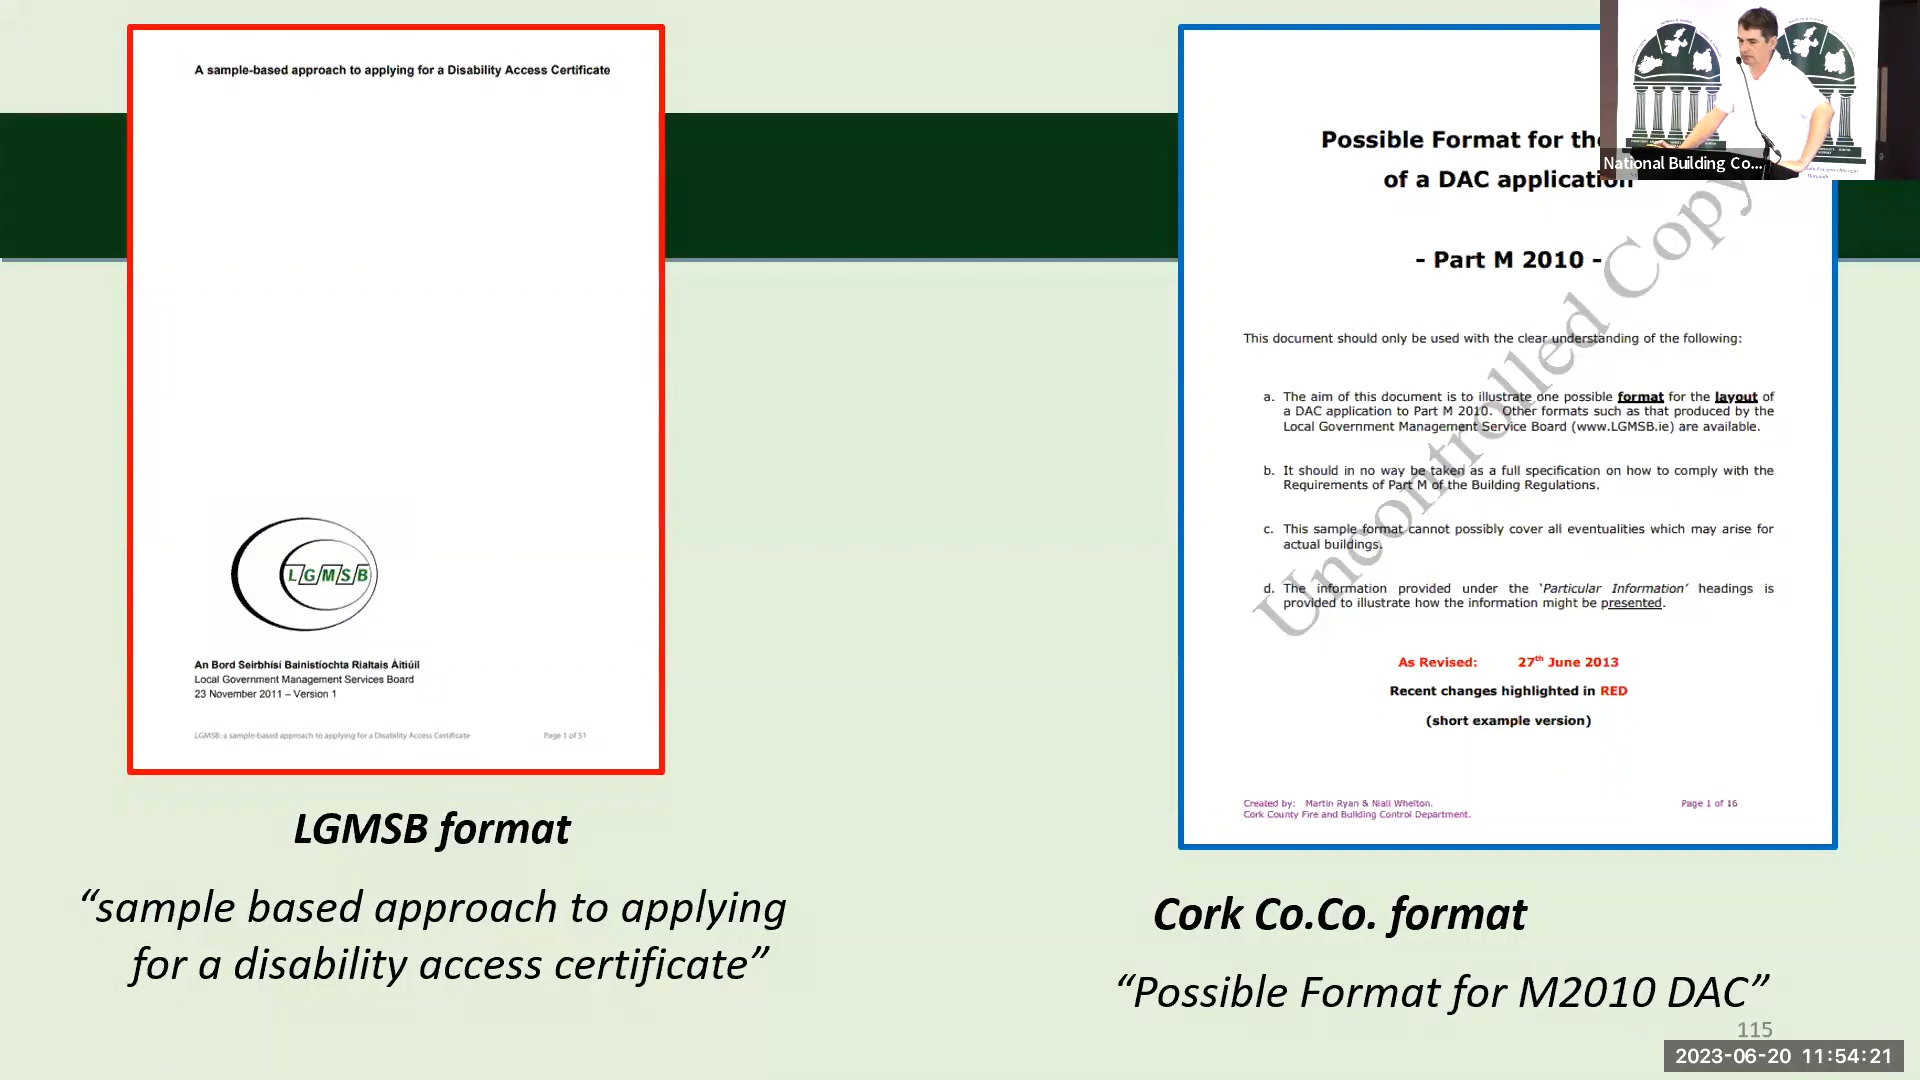 A sample-based approach to applying for a Disability Access Certificate
LGMSB
An Bord Seirbhísí Bainistíochta Rialtais Áitiúil
Local Government Management Services Board
23 November 2011 – Version 1
LGMSB: a sample-based approach to applying for a Disability Access Certificate
Page 1 of 51
LGMSB format
“sample based approach to applying
for a disability access certificate”
Possible Format for the
of a DAC application
- Part M 2010 -
Uncontrolled Copy
This document should only be used with the clear understanding of the following:
a. The aim of this document is to illustrate one possible format for the layout of
a DAC application to Part M 2010. Other formats such as that produced by the
Local Government Management Service Board (www.LGMSB.ie) are available.
b. It should in no way be taken as a full specification on how to comply with the
Requirements of Part M of the Building Regulations.
c. This sample format cannot possibly cover all eventualities which may arise for
actual buildings.
d. The information provided under the ‘Particular Information’ headings is
provided to illustrate how the information might be presented.
As Revised: 27th June 2013
Recent changes highlighted in RED
(short example version)
Created by: Martin Ryan & Niall Whelton.
Cork County Fire and Building Control Department.
Page 1 of 16
Cork Co.Co. format
“Possible Format for M2010 DAC”
115
National Building Co...
2023-06-20 11:54:21